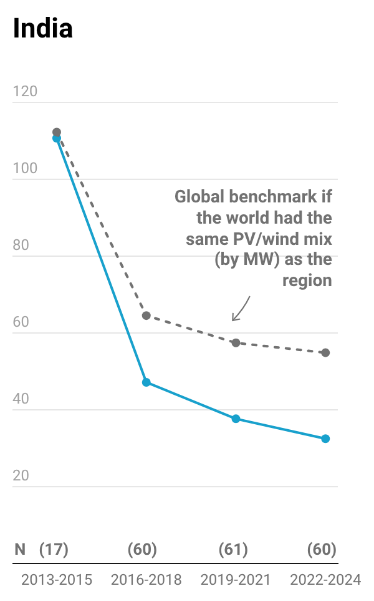 India
120
100
Global benchmark if
the world had the
same PV/wind mix
80
(by MW) as the
region
60
40
20
N (17) (60) (61) (60)
2013-2015 2016-2018 2019-2021 2022-2024